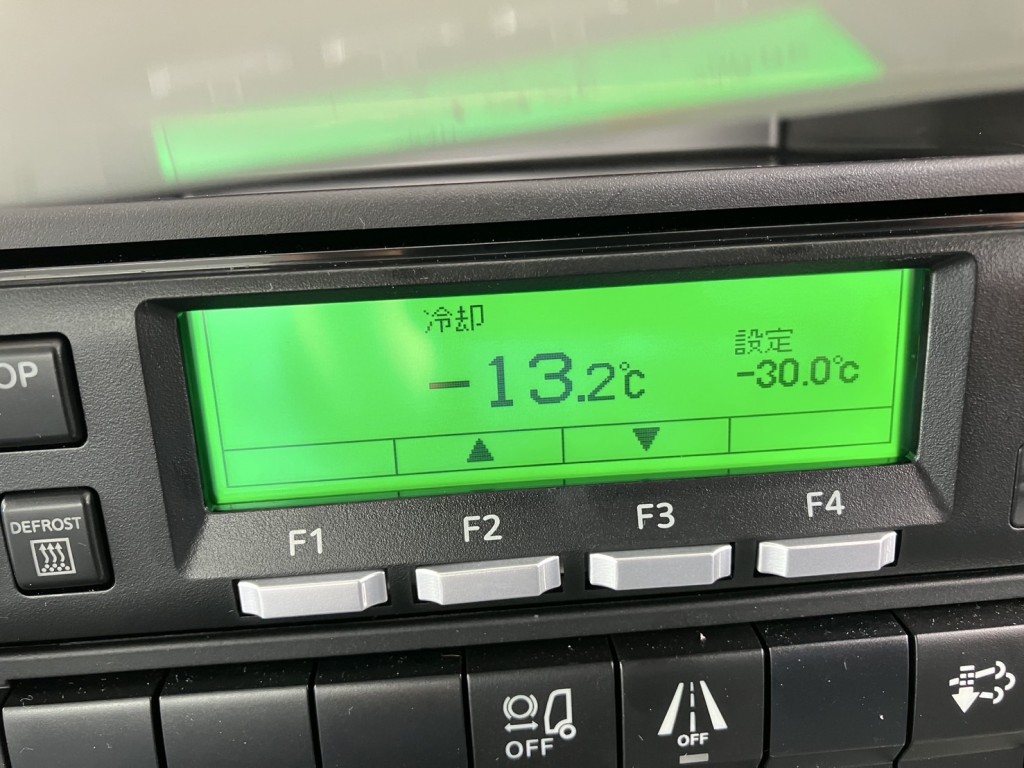 冷却
設定
-13.2℃
-30.0℃
▲ ▼
OP
F1 F2 F3 F4
DEFROST
OFF
OFF